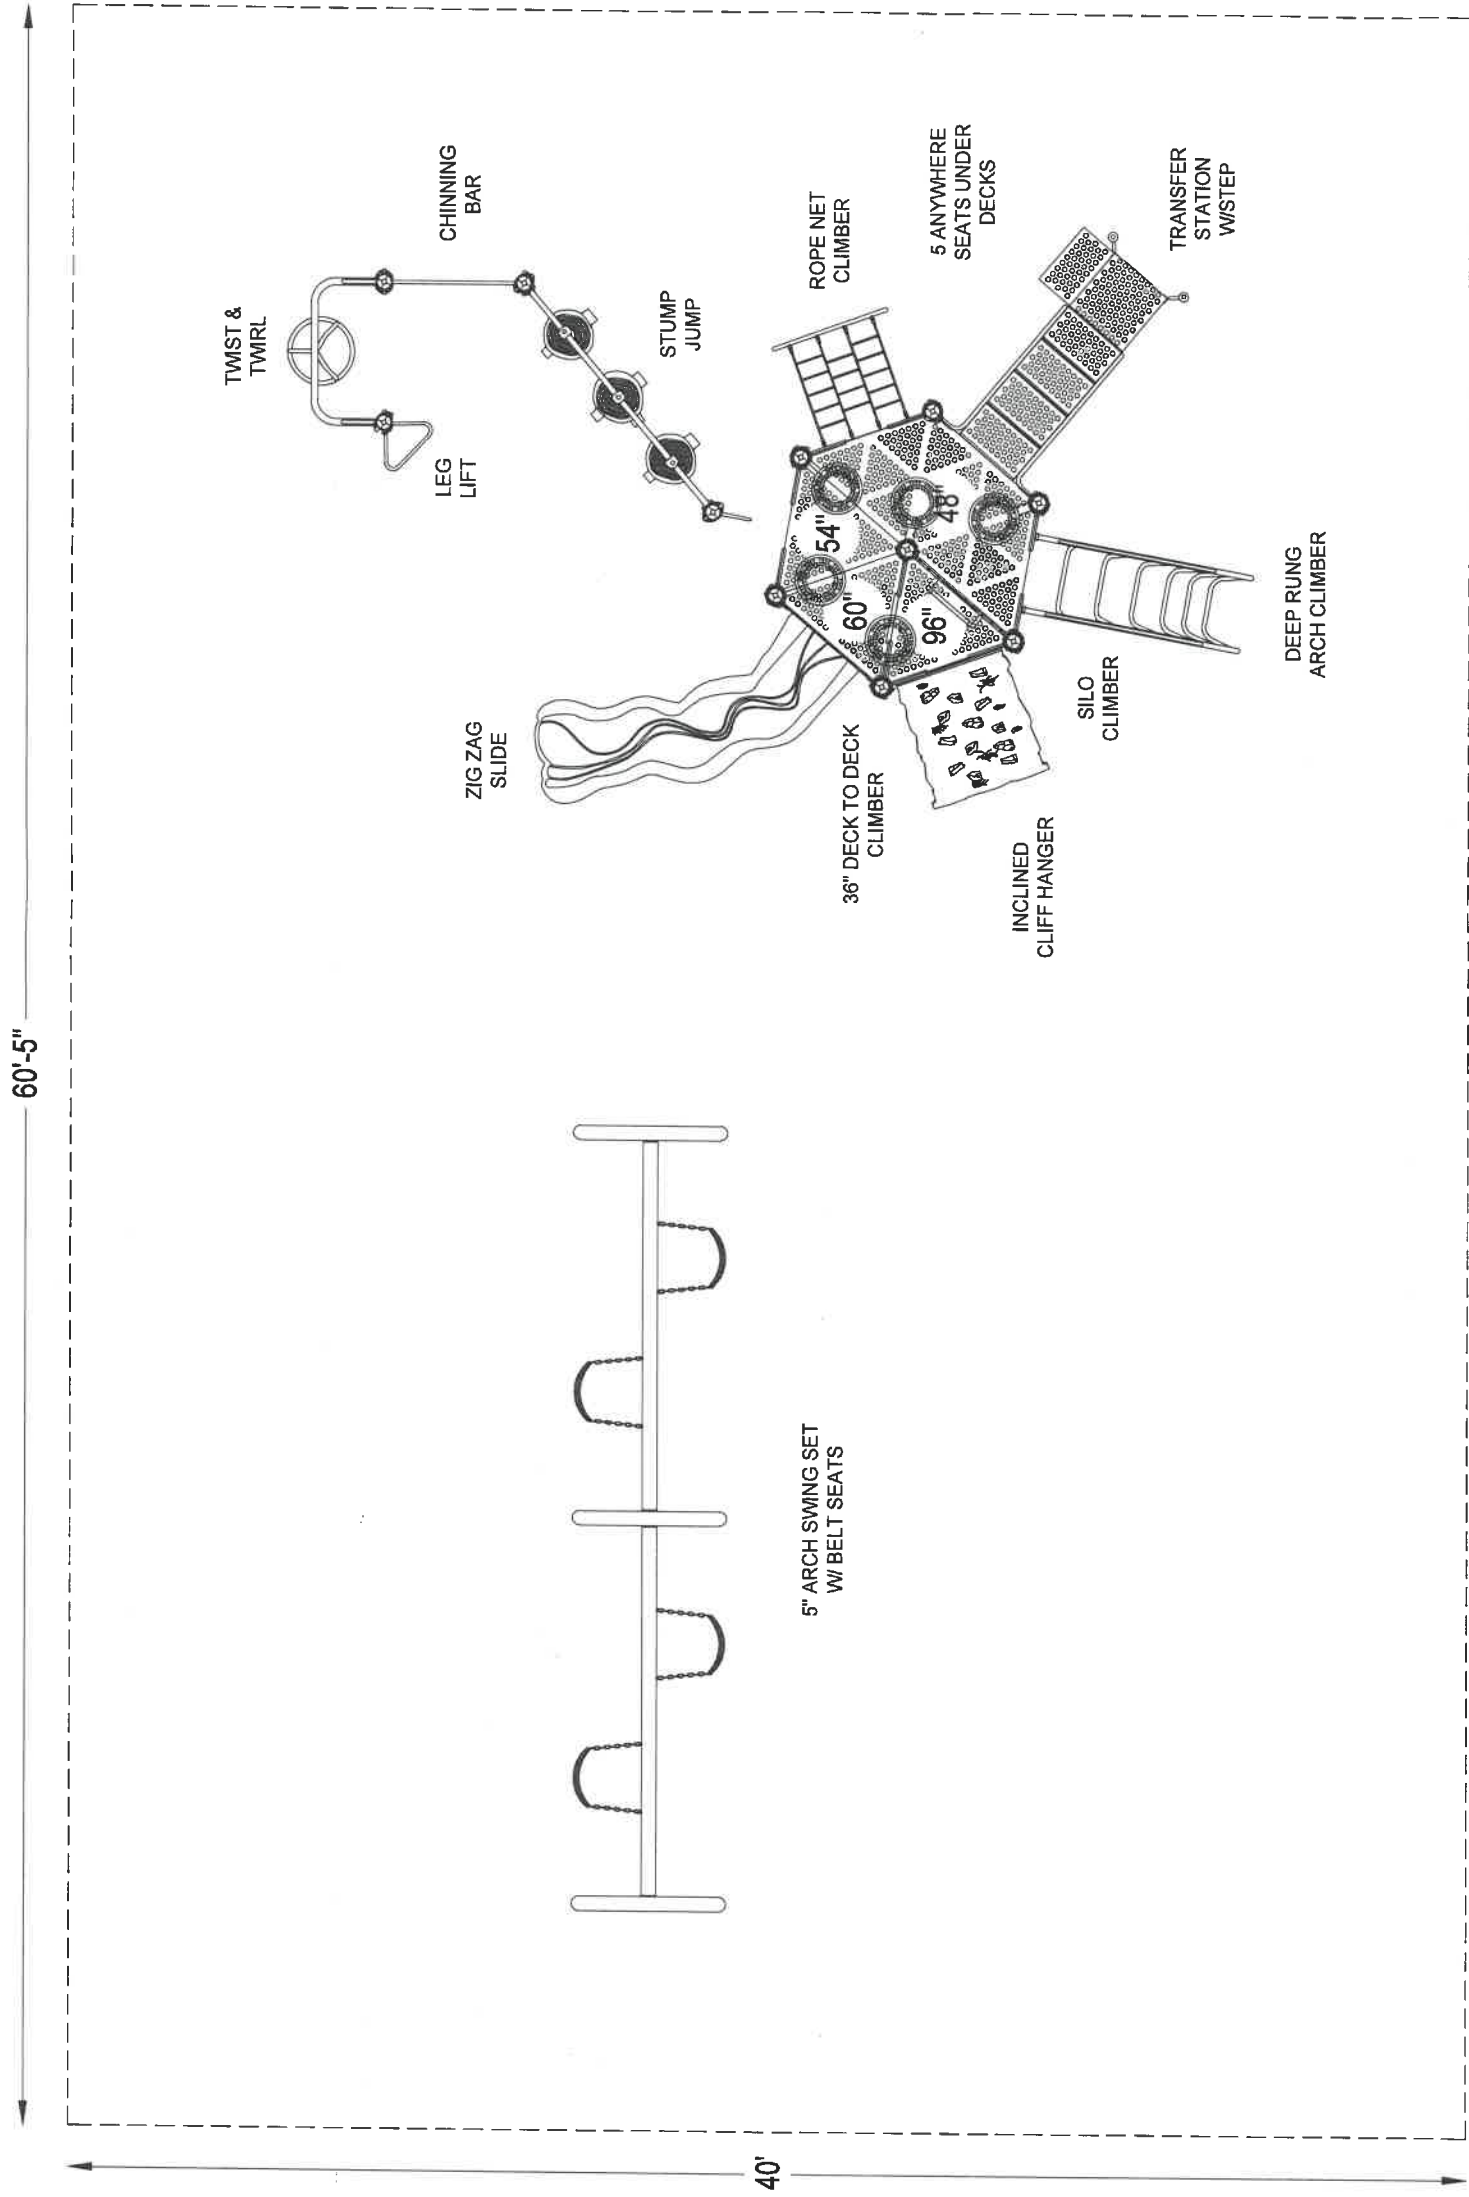 60'-5"
40'
TWIST &
TWIRL
CHINNING
BAR
LEG
LIFT
STUMP
JUMP
ZIG ZAG
SLIDE
ROPE NET
CLIMBER
5 ANYWHERE
SEATS UNDER
DECKS
TRANSFER
STATION
W/STEP
54"
48"
60"
96"
36" DECK TO DECK
CLIMBER
INCLINED
CLIFF HANGER
SILO
CLIMBER
DEEP RUNG
ARCH CLIMBER
5" ARCH SWING SET
W/ BELT SEATS